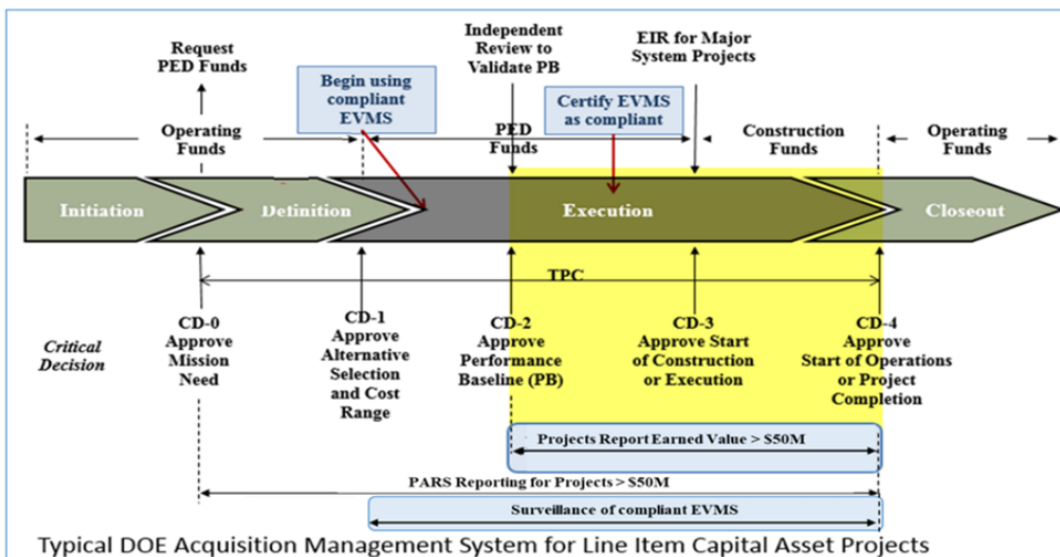 Request
PED Funds
Begin using
compliant
EVMS
Independent
Review to
Validate PB
EIR for Major
System Projects
Certify EVMS
as compliant
Operating
Funds
PED
Funds
Construction
Funds
Operating
Funds
Initiation
Definition
Execution
Closeout
TPC
Critical
Decision
CD-0
Approve
Mission
Need
CD-1
Approve
Alternative
Selection
and Cost
Range
CD-2
Approve
Performance
Baseline (PB)
CD-3
Approve Start
of Construction
or Execution
CD-4
Approve
Start of Operations
or Project
Completion
Projects Report Earned Value > $50M
PARS Reporting for Projects > $50M
Surveillance of compliant EVMS
Typical DOE Acquisition Management System for Line Item Capital Asset Projects